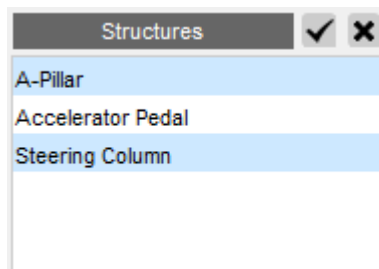 Structures
A-Pillar
Accelerator Pedal
Steering Column